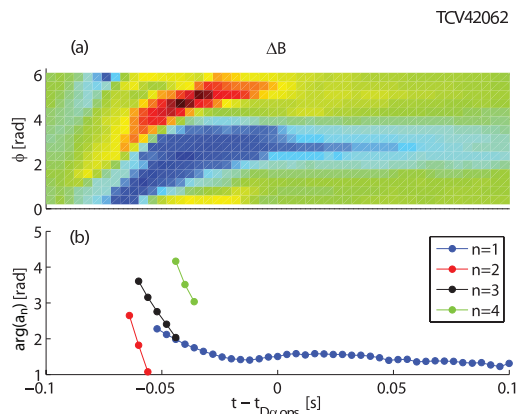 TCV42062
(a) ΔB
6
4
2
0
ϕ [rad]
(b)
5
4
3
2
1
arg(aₙ) [rad]
n=1
n=2
n=3
n=4
−0.1 −0.05 0 0.05 0.1
t − t_Dα,ons [s]